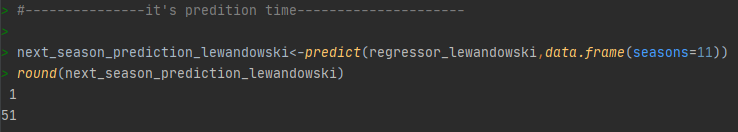 > #---------------it's predition time---------------------
>
> next_season_prediction_lewandowski<-predict(regressor_lewandowski,data.frame(seasons=11))
> round(next_season_prediction_lewandowski)
 1
51